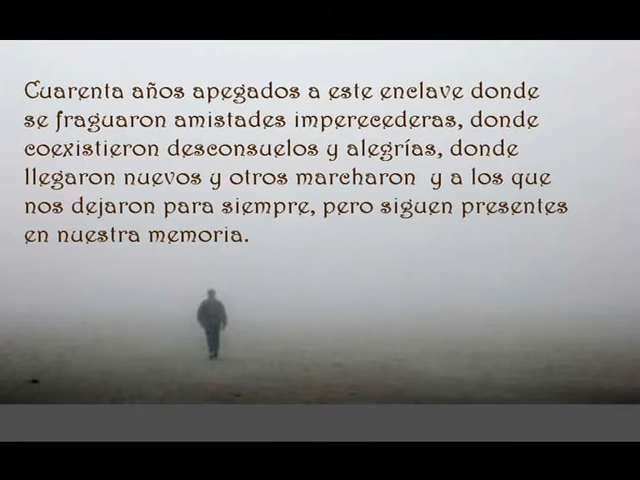 Cuarenta años apegados a este enclave donde
se fraguaron amistades imperecederas, donde
coexistieron desconsuelos y alegrías, donde
llegaron nuevos y otros marcharon y a los que
nos dejaron para siempre, pero siguen presentes
en nuestra memoria.